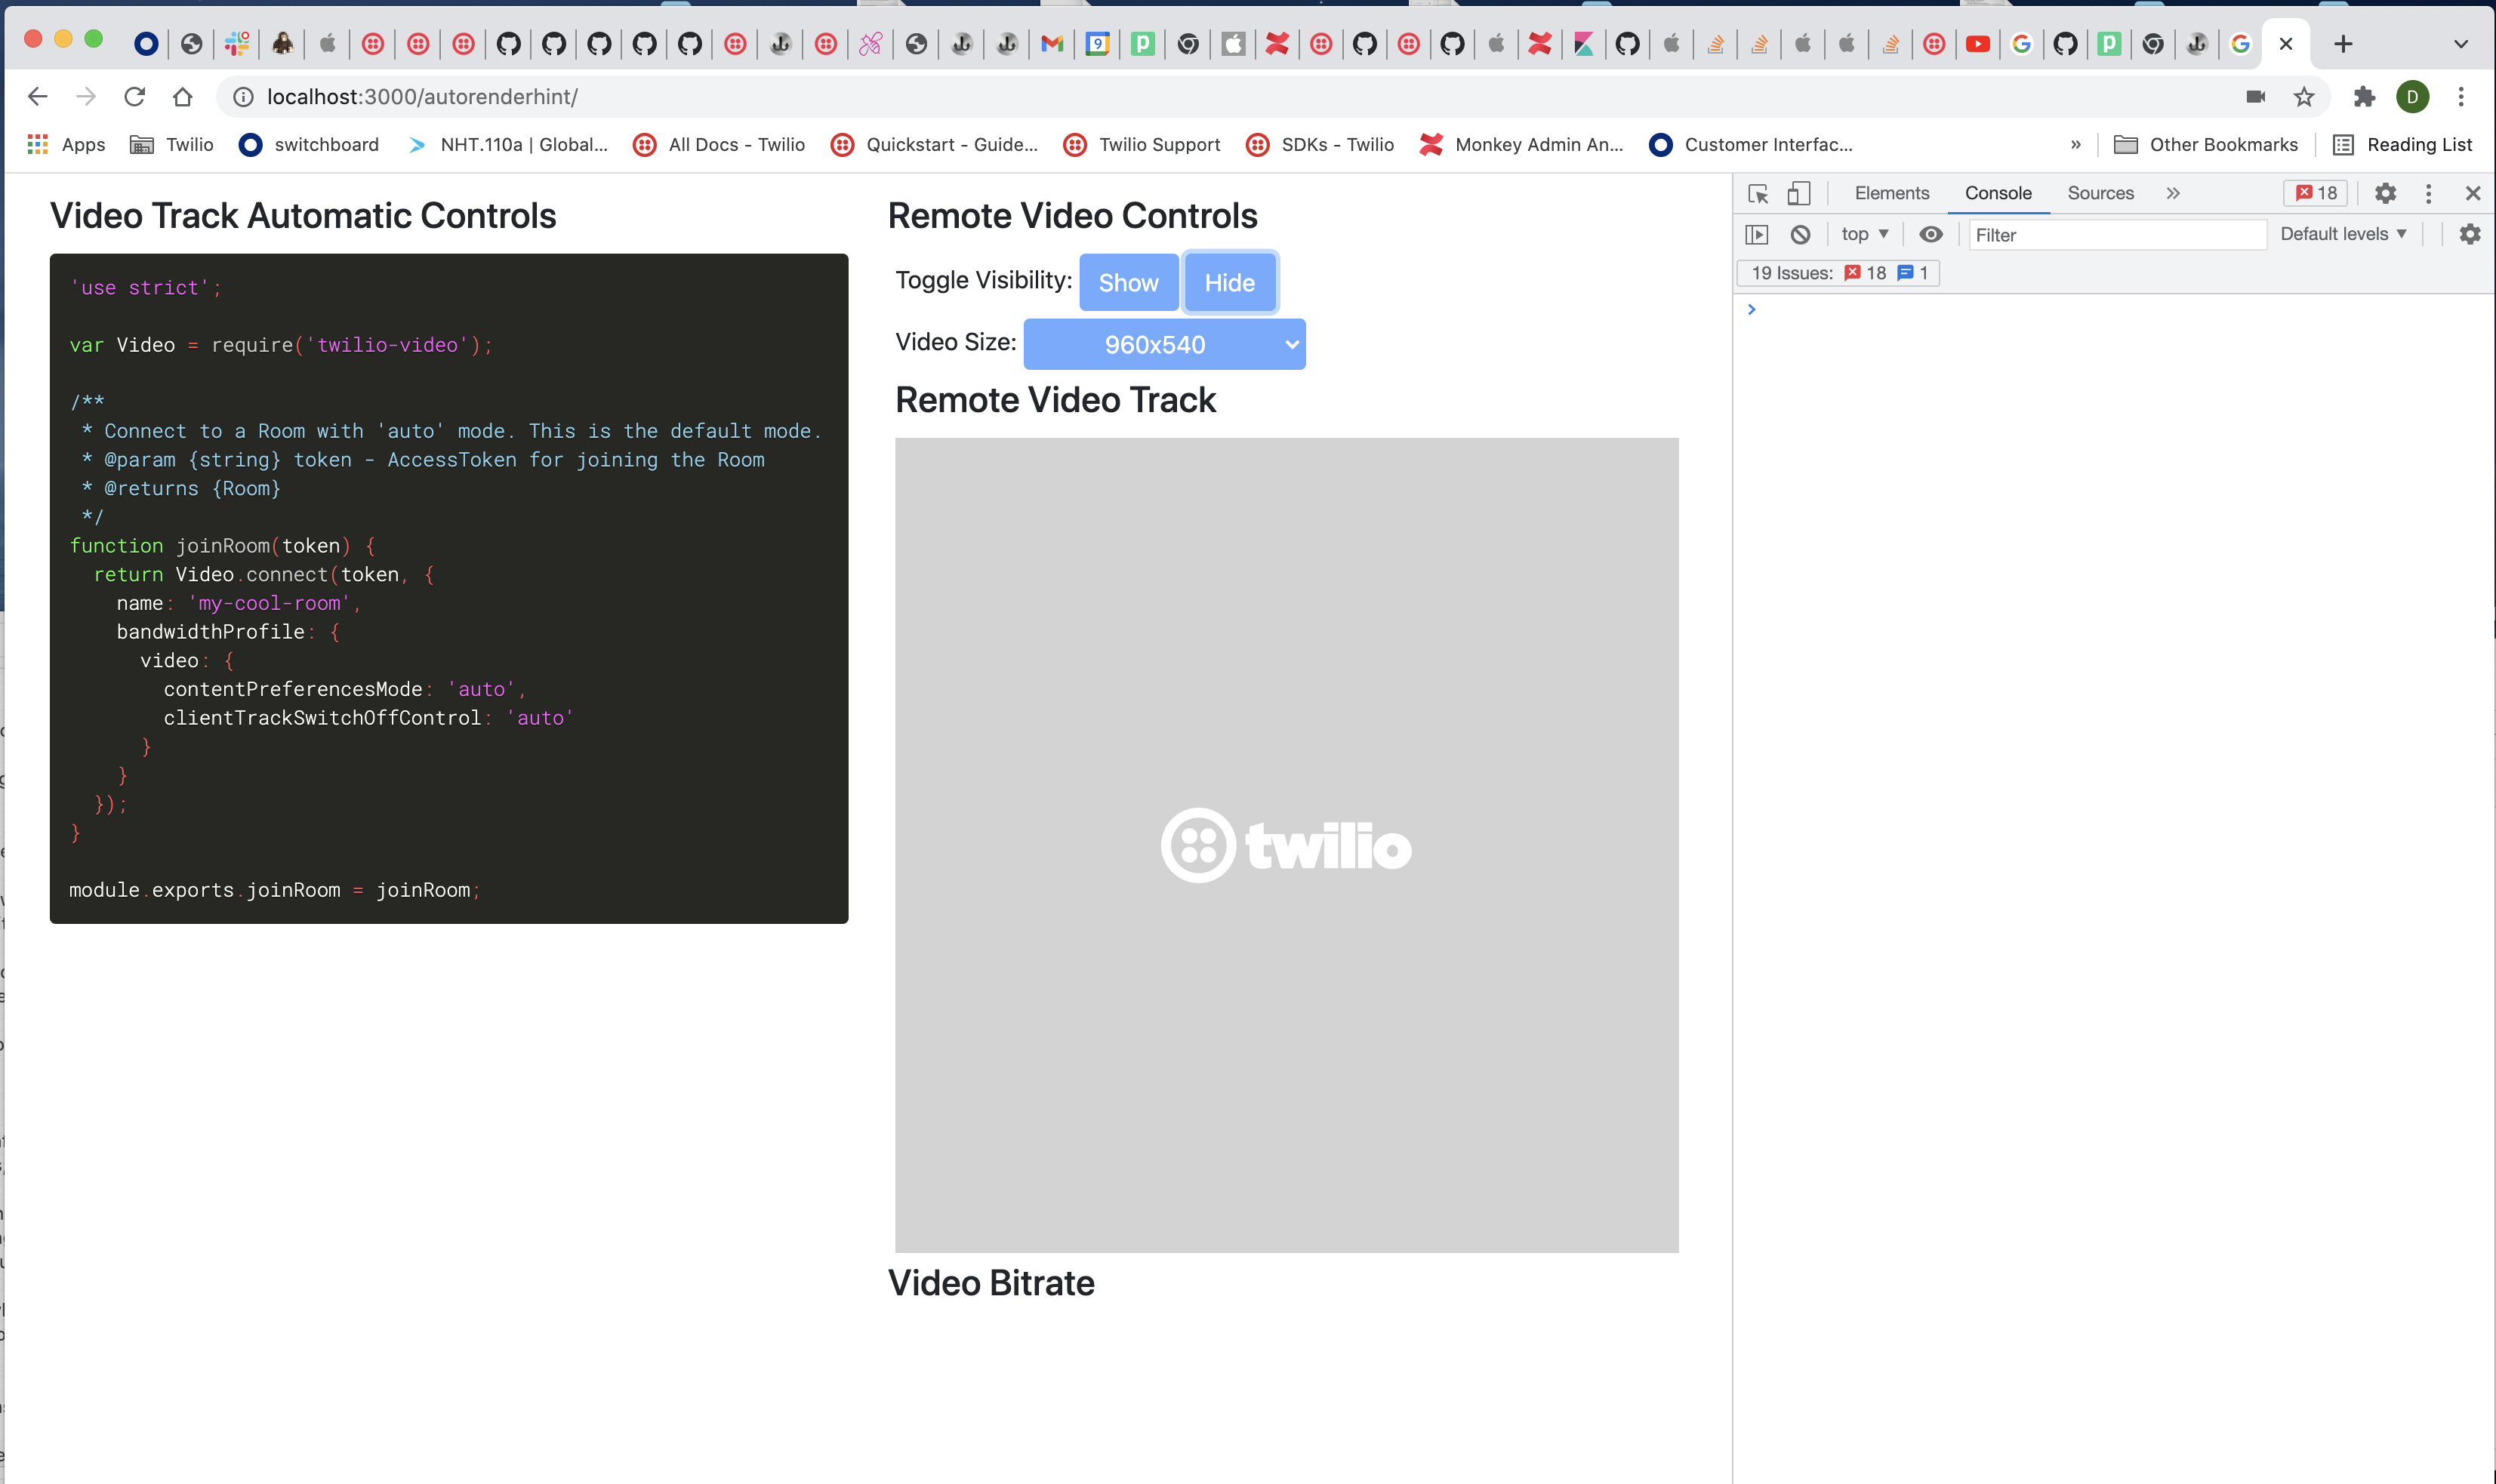 9
localhost:3000/autorenderhint/
D
Apps
Twilio
switchboard
NHT.110a | Global...
All Docs - Twilio
Quickstart - Guide...
Twilio Support
SDKs - Twilio
Monkey Admin An...
Customer Interfac...
»
Other Bookmarks
Reading List
Video Track Automatic Controls
'use strict';
var Video = require('twilio-video');
/**
* Connect to a Room with 'auto' mode. This is the default mode.
* @param {string} token - AccessToken for joining the Room
* @returns {Room}
*/
function joinRoom(token) {
return Video.connect(token, {
name: 'my-cool-room',
bandwidthProfile: {
video: {
contentPreferencesMode: 'auto',
clientTrackSwitchOffControl: 'auto'
}
}
});
}
module.exports.joinRoom = joinRoom;
Remote Video Controls
Toggle Visibility: Show Hide
Video Size: 960x540
Remote Video Track
twilio
Video Bitrate
Elements Console Sources » 18
top Filter Default levels
19 Issues: 18 1